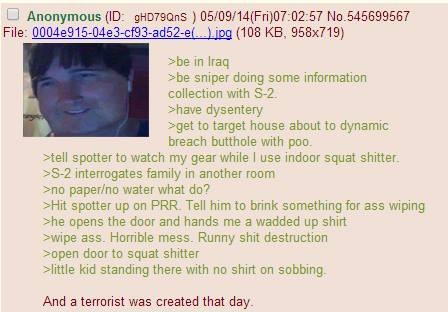 Anonymous (ID: gHD79QnS ) 05/09/14(Fri)07:02:57 No.545699567
File: 0004e915-04e3-cf93-ad52-e(...).jpg (108 KB, 958x719)
>be in Iraq
>be sniper doing some information
collection with S-2.
>have dysentery
>get to target house about to dynamic
breach butthole with poo.
>tell spotter to watch my gear while I use indoor squat shitter.
>S-2 interrogates family in another room
>no paper/no water what do?
>Hit spotter up on PRR. Tell him to brink something for ass wiping
>he opens the door and hands me a wadded up shirt
>wipe ass. Horrible mess. Runny shit destruction
>open door to squat shitter
>little kid standing there with no shirt on sobbing.
And a terrorist was created that day.